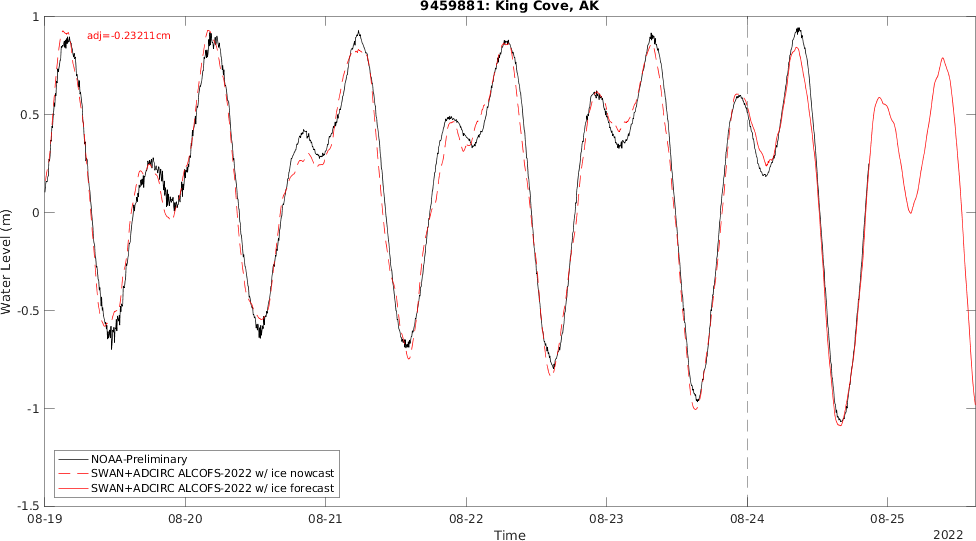 9459881: King Cove, AK
adj=-0.23211cm
1
0.5
0
-0.5
-1
-1.5
Water Level (m)
NOAA-Preliminary
SWAN+ADCIRC ALCOFS-2022 w/ ice nowcast
SWAN+ADCIRC ALCOFS-2022 w/ ice forecast
08-19 08-20 08-21 08-22 08-23 08-24 08-25
Time
2022